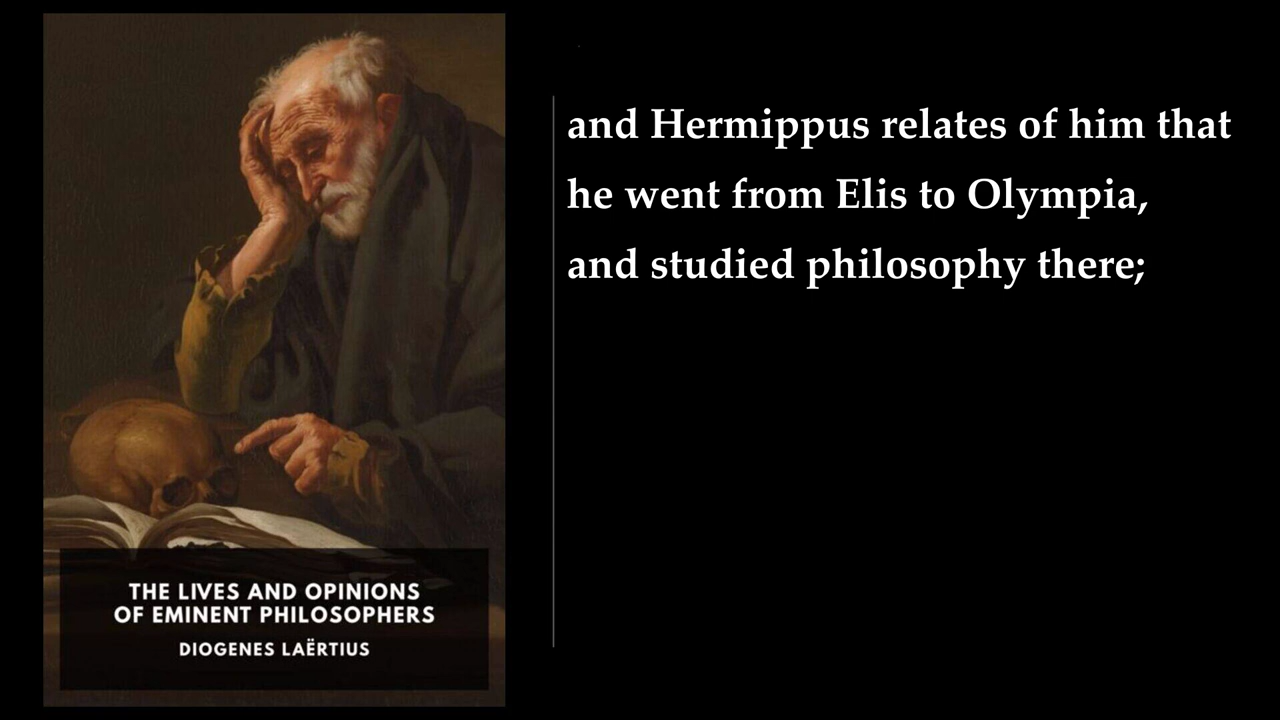 and Hermippus relates of him that
he went from Elis to Olympia,
and studied philosophy there;
THE LIVES AND OPINIONS
OF EMINENT PHILOSOPHERS
DIOGENES LAËRTIUS